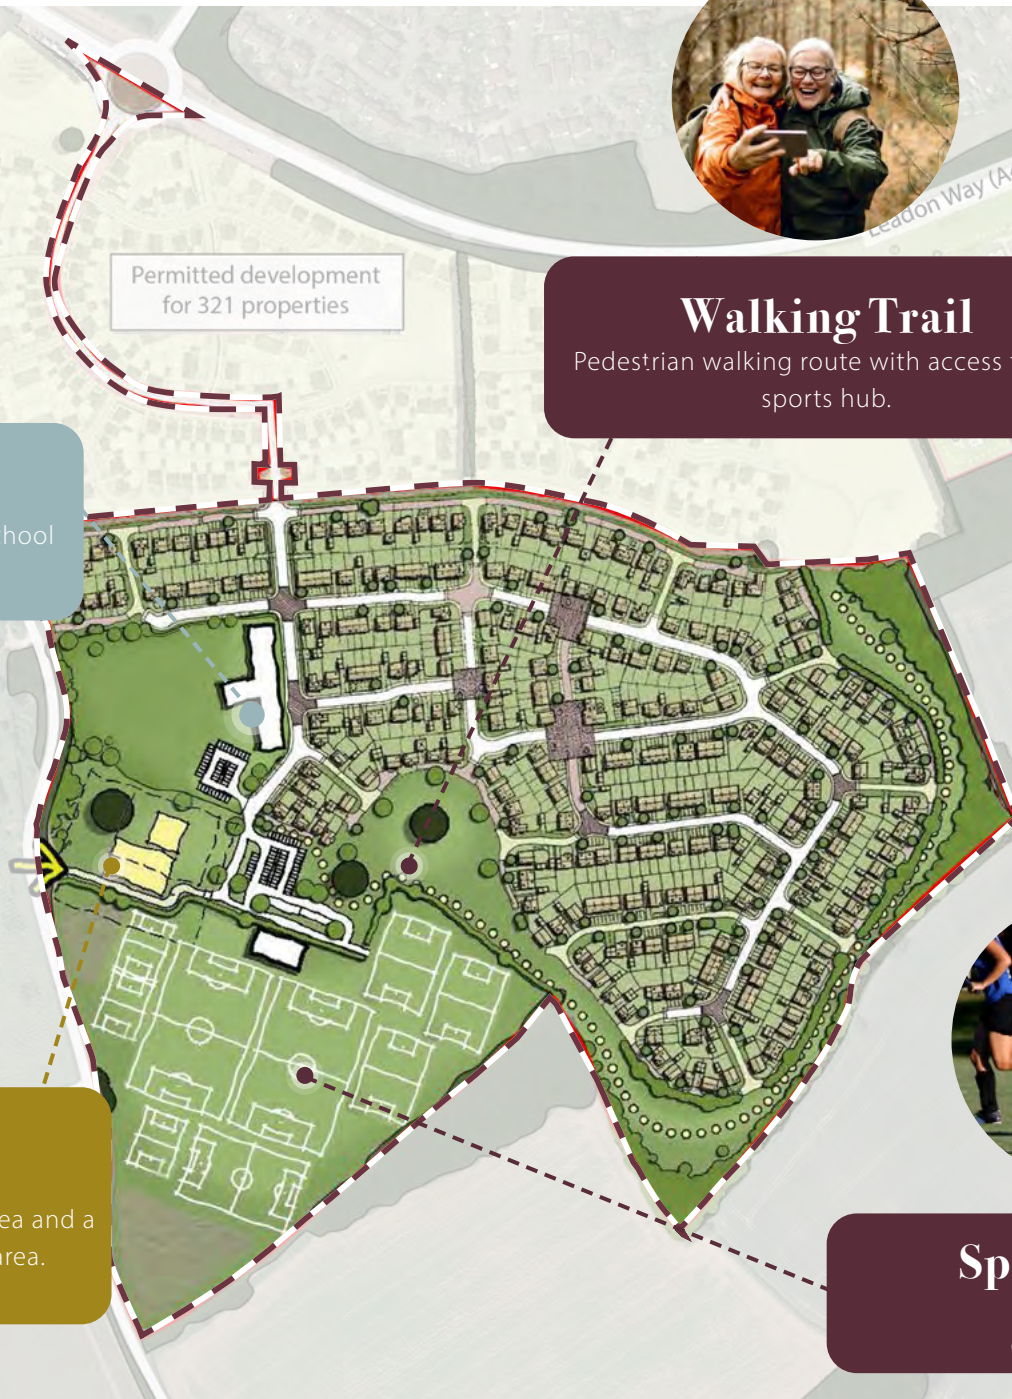 Leadon Way (A
Permitted development
for 321 properties
Walking Trail
Pedestrian walking route with access
sports hub.
hool
ea and a
area.
Sp